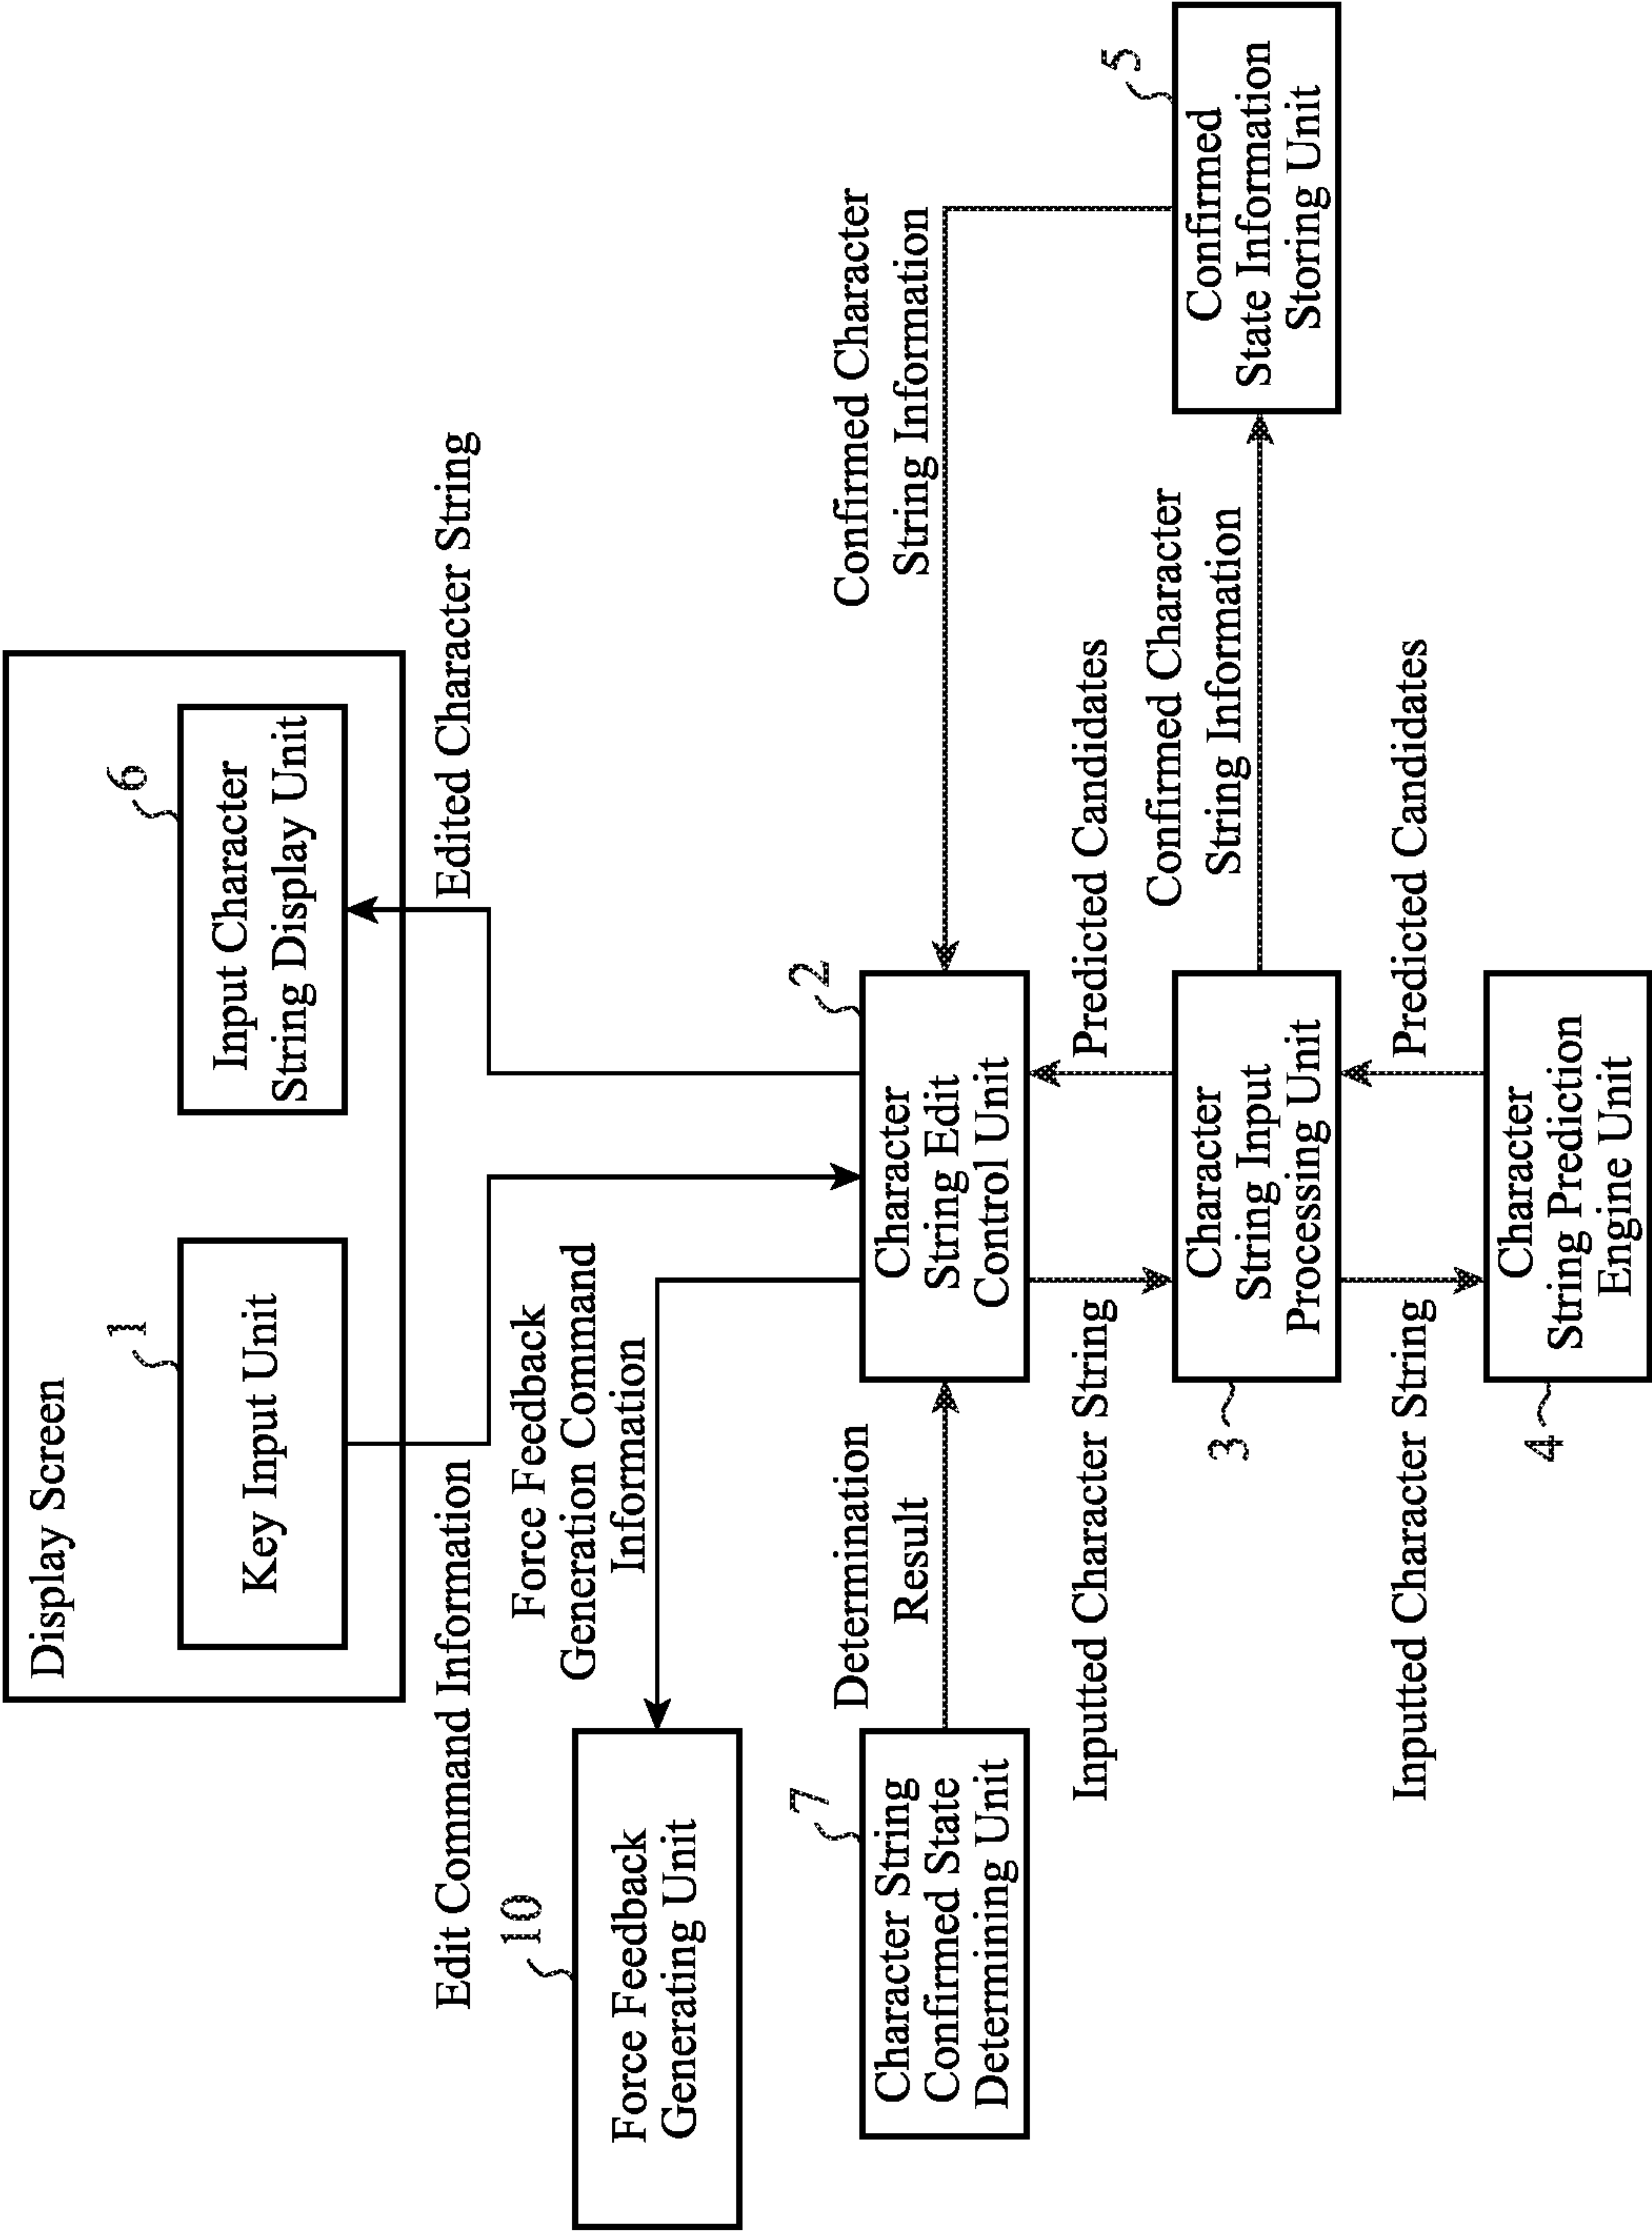 Display Screen
1
Key Input Unit
6
Input Character
String Display Unit
Edit Command Information
Edited Character String
10
Force Feedback
Generating Unit
Force Feedback
Generation Command
Information
7
Character String
Confirmed State
Determining Unit
Determination
Result
2
Character
String Edit
Control Unit
Confirmed Character
String Information
Inputted Character String
Predicted Candidates
3
Character
String Input
Processing Unit
Confirmed Character
String Information
5
Confirmed
State Information
Storing Unit
Inputted Character String
Predicted Candidates
4
Character
String Prediction
Engine Unit